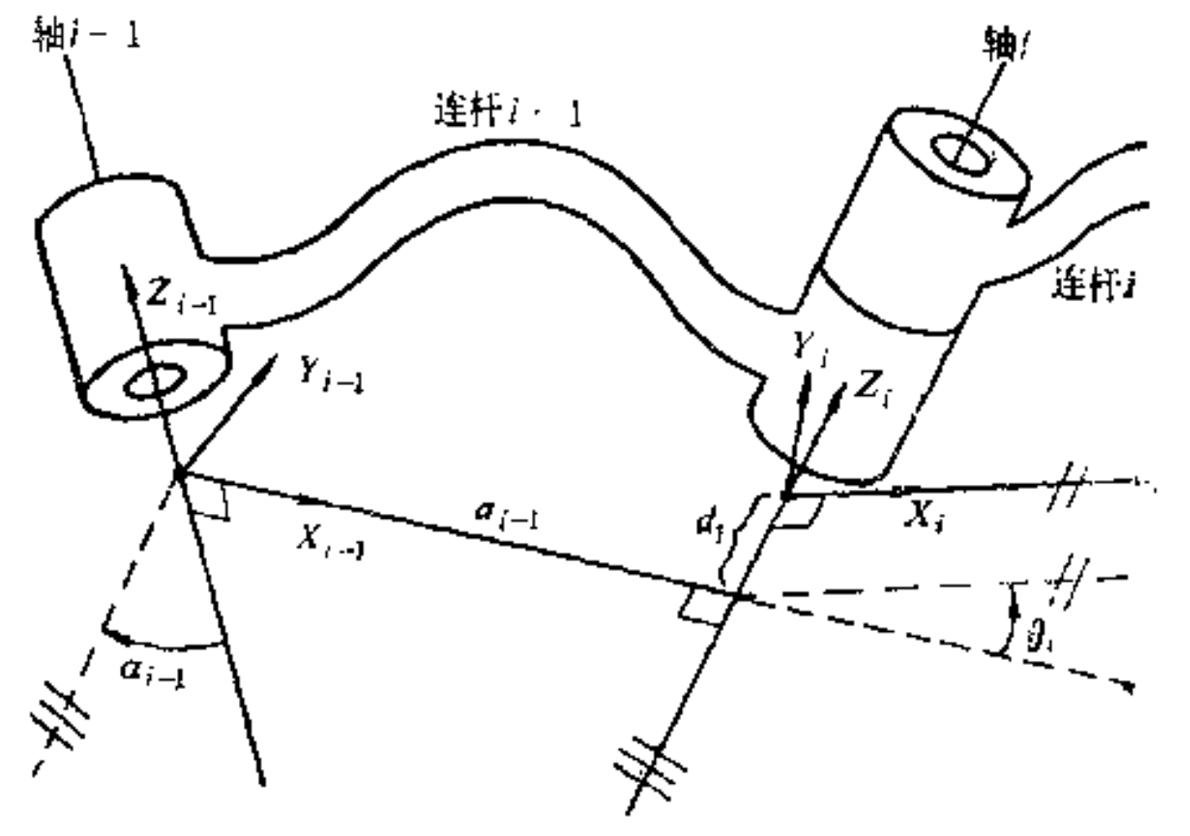 轴i-1
轴i
连杆i-1
连杆i
Z_{i-1}
Y_{i-1}
Y_i
Z_i
X_{i-1}
a_{i-1}
d_i
X_i
α_{i-1}
θ_i